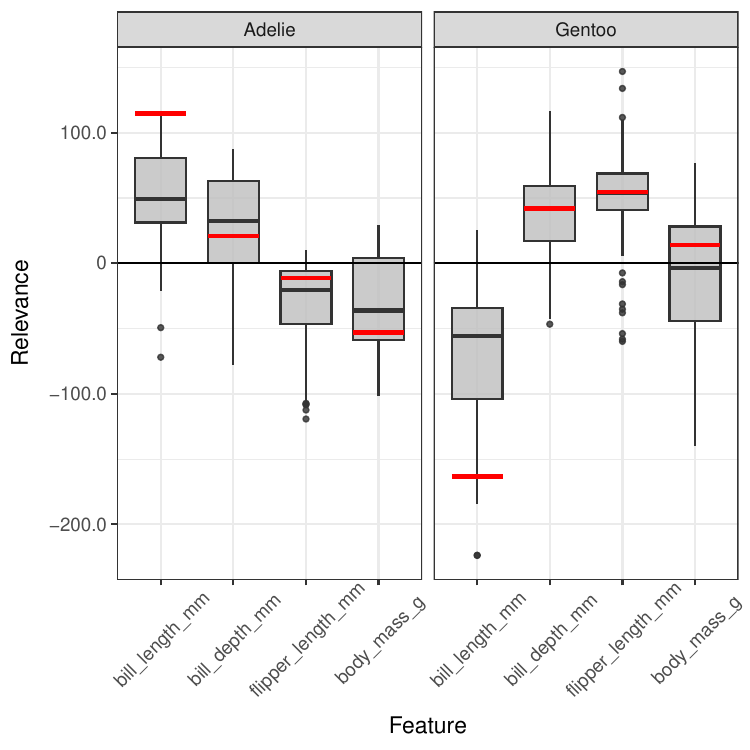 Adelie
Gentoo
100.0
0
−100.0
−200.0
Relevance
bill_length_mm
bill_depth_mm
flipper_length_mm
body_mass_g
bill_length_mm
bill_depth_mm
flipper_length_mm
body_mass_g
Feature